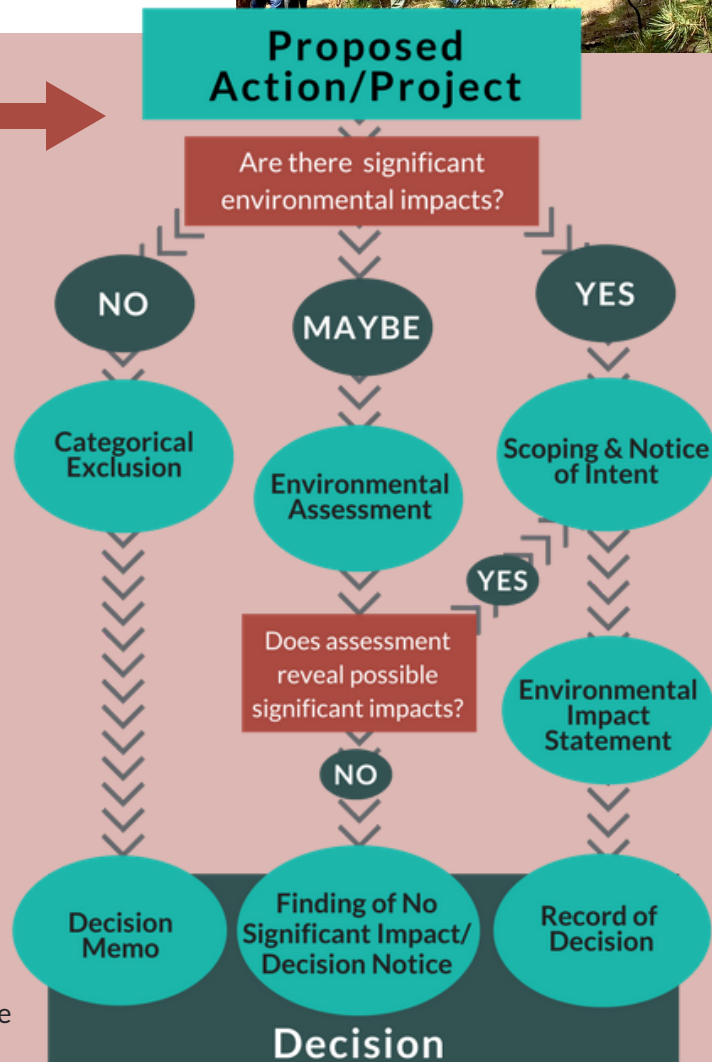 Proposed
Action/Project
Are there significant
environmental impacts?
NO
MAYBE
YES
Categorical
Exclusion
Environmental
Assessment
Scoping & Notice
of Intent
YES
Does assessment
reveal possible
significant impacts?
Environmental
Impact
Statement
NO
Decision
Memo
Finding of No
Significant Impact/
Decision Notice
Record of
Decision
e
Decision